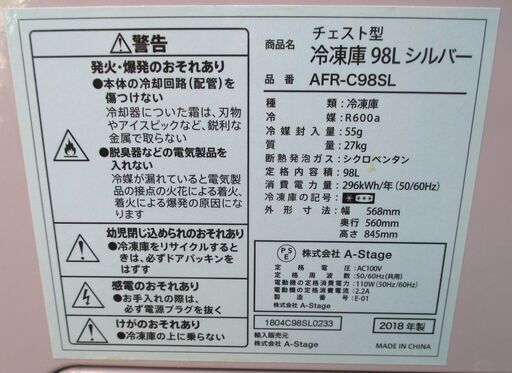 ⚠警告
発火・爆発のおそれあり
●本体の冷却回路（配管）を
傷つけない
冷却器についた霜は、刃物
やアイスピックなど、鋭利な
金属で取らない
●脱臭器などの電気製品を
入れない
冷媒が漏れていると電気製
品の接点の火花による着火、
着火による爆発の原因に
なります
幼児閉じ込められのおそれあり
●冷凍庫をリサイクルすると
きは、必ずドアパッキンを
はずす
感電のおそれあり
●お手入れの際は、必
ず電源プラグを抜く
けがのおそれあり
●冷凍庫の上に乗らない
商品名 チェスト型
冷凍庫 98L シルバー
品番 AFR-C98SL
種類：冷凍庫
冷媒：R600a
冷媒封入量：55g
質量：27kg
断熱発泡ガス：シクロペンタン
定格内容積：98L
消費電力量：296kWh/年(50/60Hz)
冷凍庫の記号：
外形寸法：幅 568mm
奥行 560mm
高さ 845mm
PSE 株式会社 A-Stage
定格電圧：AC100V
定格周波数：50/60Hz(共用)
電動機の定格消費電力：110W(50Hz/60Hz)
電動機の定格消費電流：2.2A
製造番号：E-01
株式会社 A-Stage
1804C98SL0233
2018年製
輸入販売元
株式会社 A-Stage
MADE IN CHINA